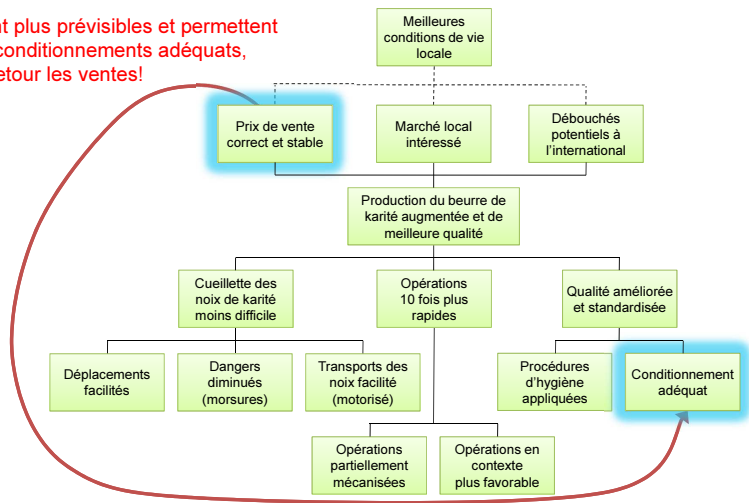 nt plus prévisibles et permettent
conditionnements adéquats,
etour les ventes!
Meilleures
conditions de vie
locale
Prix de vente
correct et stable
Marché local
intéressé
Débouchés
potentiels à
l'international
Production du beurre de
karité augmentée et de
meilleure qualité
Cueillette des
noix de karité
moins difficile
Opérations
10 fois plus
rapides
Qualité améliorée
et standardisée
Déplacements
facilités
Dangers
diminués
(morsures)
Transports des
noix facilité
(motorisé)
Procédures
d'hygiène
appliquées
Conditionnement
adéquat
Opérations
partiellement
mécanisées
Opérations en
contexte
plus favorable